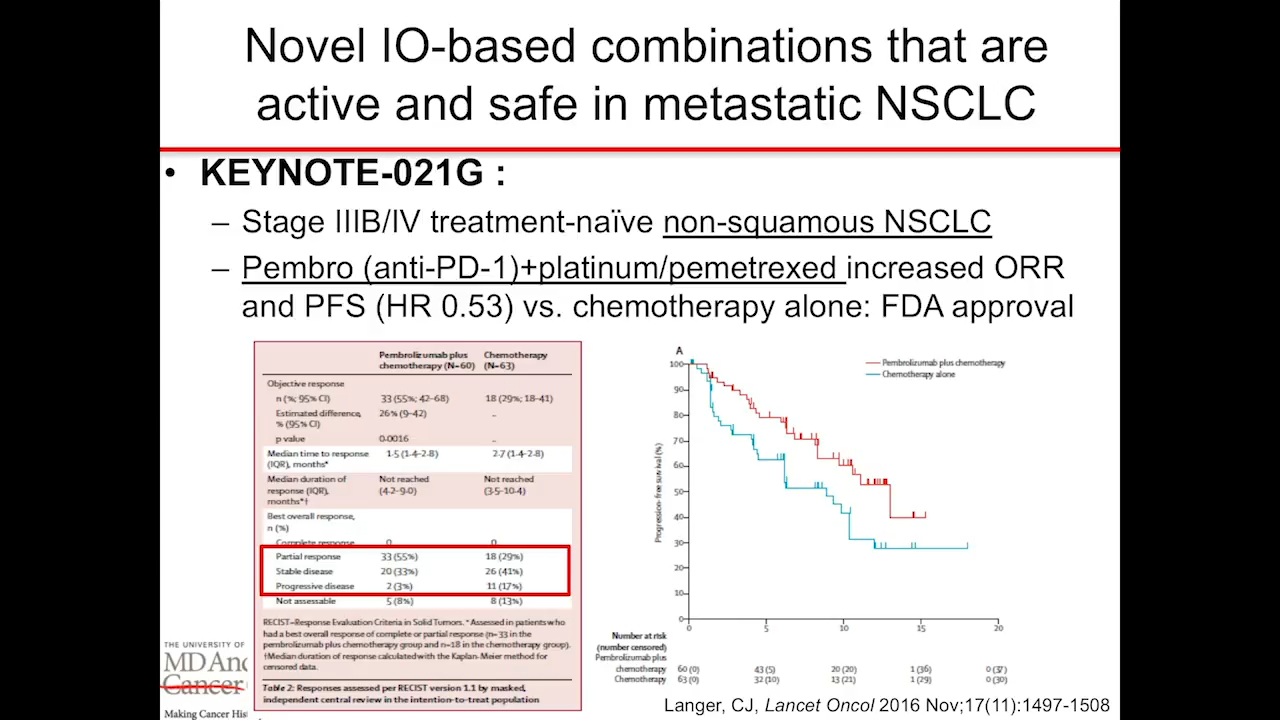 Novel IO-based combinations that are
active and safe in metastatic NSCLC
• KEYNOTE-021G :
– Stage IIIB/IV treatment-naïve non-squamous NSCLC
– Pembro (anti-PD-1)+platinum/pemetrexed increased ORR
and PFS (HR 0.53) vs. chemotherapy alone: FDA approval
Pembrolizumab plus chemotherapy (N=60) Chemotherapy (N=63)
Objective response
n (%; 95% CI) 33 (55%; 42–68) 18 (29%; 18–41)
Estimated difference, % (95% CI) 26% (9–42) ..
p value 0·0016 ..
Median time to response (IQR), months* 1·5 (1·4–2·8) 2·7 (1·4–2·8)
Median duration of response (IQR), months*† Not reached (4·2–9·0) Not reached (3·5–10·4)
Best overall response, n (%)
Complete response 0 0
Partial response 33 (55%) 18 (29%)
Stable disease 20 (33%) 26 (41%)
Progressive disease 2 (3%) 11 (17%)
Not assessable 5 (8%) 8 (13%)
RECIST=Response Evaluation Criteria in Solid Tumors. *Assessed in patients who
had a best overall response of complete or partial response (n=33 in the
pembrolizumab plus chemotherapy group and n=18 in the chemotherapy group).
†Median duration of response calculated with the Kaplan-Meier method for
censored data.
Table 2: Responses assessed per RECIST version 1.1 by masked,
independent central review in the intention-to-treat population
A
Pembrolizumab plus chemotherapy
Chemotherapy alone
Progression-free survival (%)
100
90
80
70
60
50
40
30
20
10
0
0 5 10 15 20
Number at risk
(number censored)
Pembrolizumab plus
chemotherapy 60 (0) 43 (5) 20 (20) 1 (36) 0 (37)
Chemotherapy 63 (0) 32 (10) 13 (21) 1 (29) 0 (30)
THE UNIVERSITY OF
MD And
Cancer
Making Cancer His
Langer, CJ, Lancet Oncol 2016 Nov;17(11):1497-1508